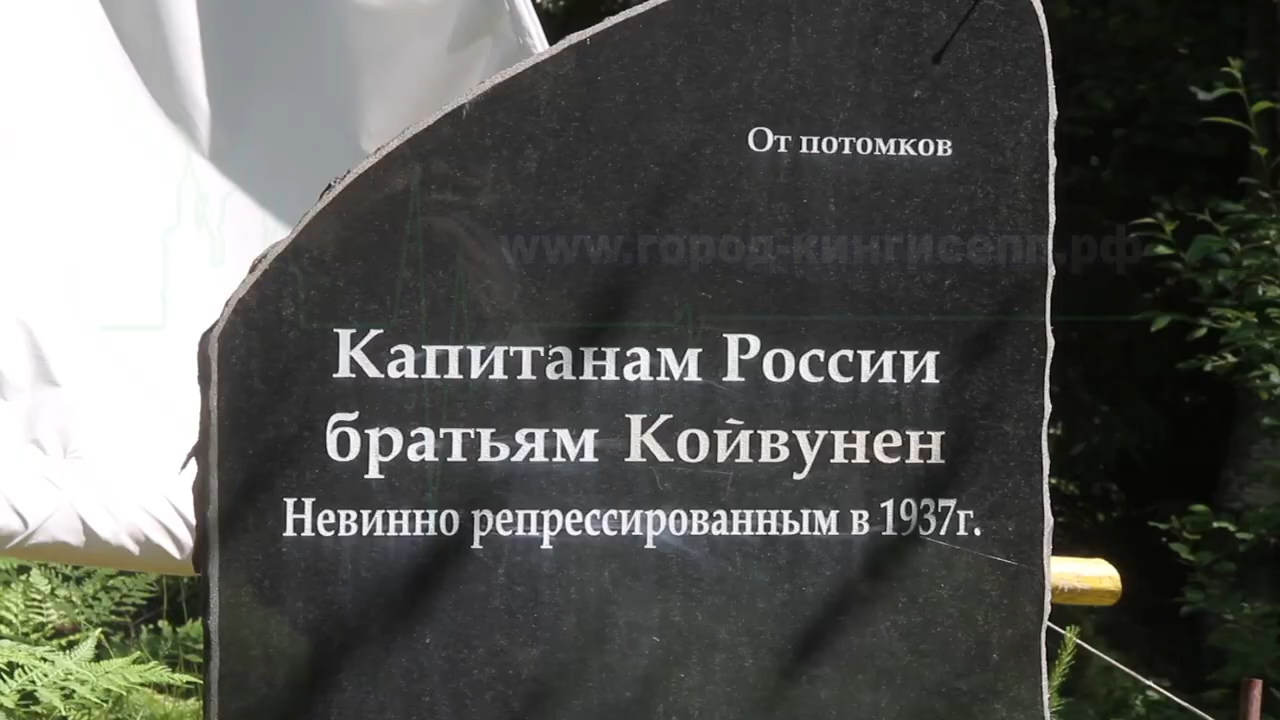 От потомков
www.город-кингисепп.рф
Капитанам России
братьям Койвунен
Невинно репрессированным в 1937г.